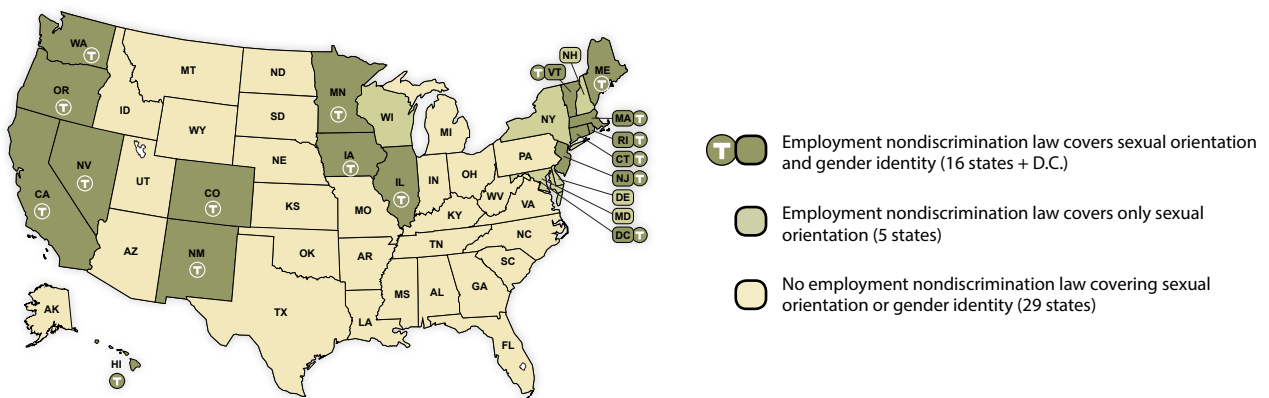 WA
T
MT
ND
MN
T
OR
T
ID
WY
SD
WI
MI
NY
T VT
NH
ME
T
MA T
RI T
CT T
NJ T
DE
MD
DC T
NV
T
CA
T
UT
CO
T
NE
IA
T
IL
T
IN
OH
PA
WV
VA
KS
MO
KY
NC
AZ
NM
T
OK
AR
TN
SC
TX
LA
MS
AL
GA
FL
AK
HI
T
T Employment nondiscrimination law covers sexual orientation
and gender identity (16 states + D.C.)
Employment nondiscrimination law covers only sexual
orientation (5 states)
No employment nondiscrimination law covering sexual
orientation or gender identity (29 states)